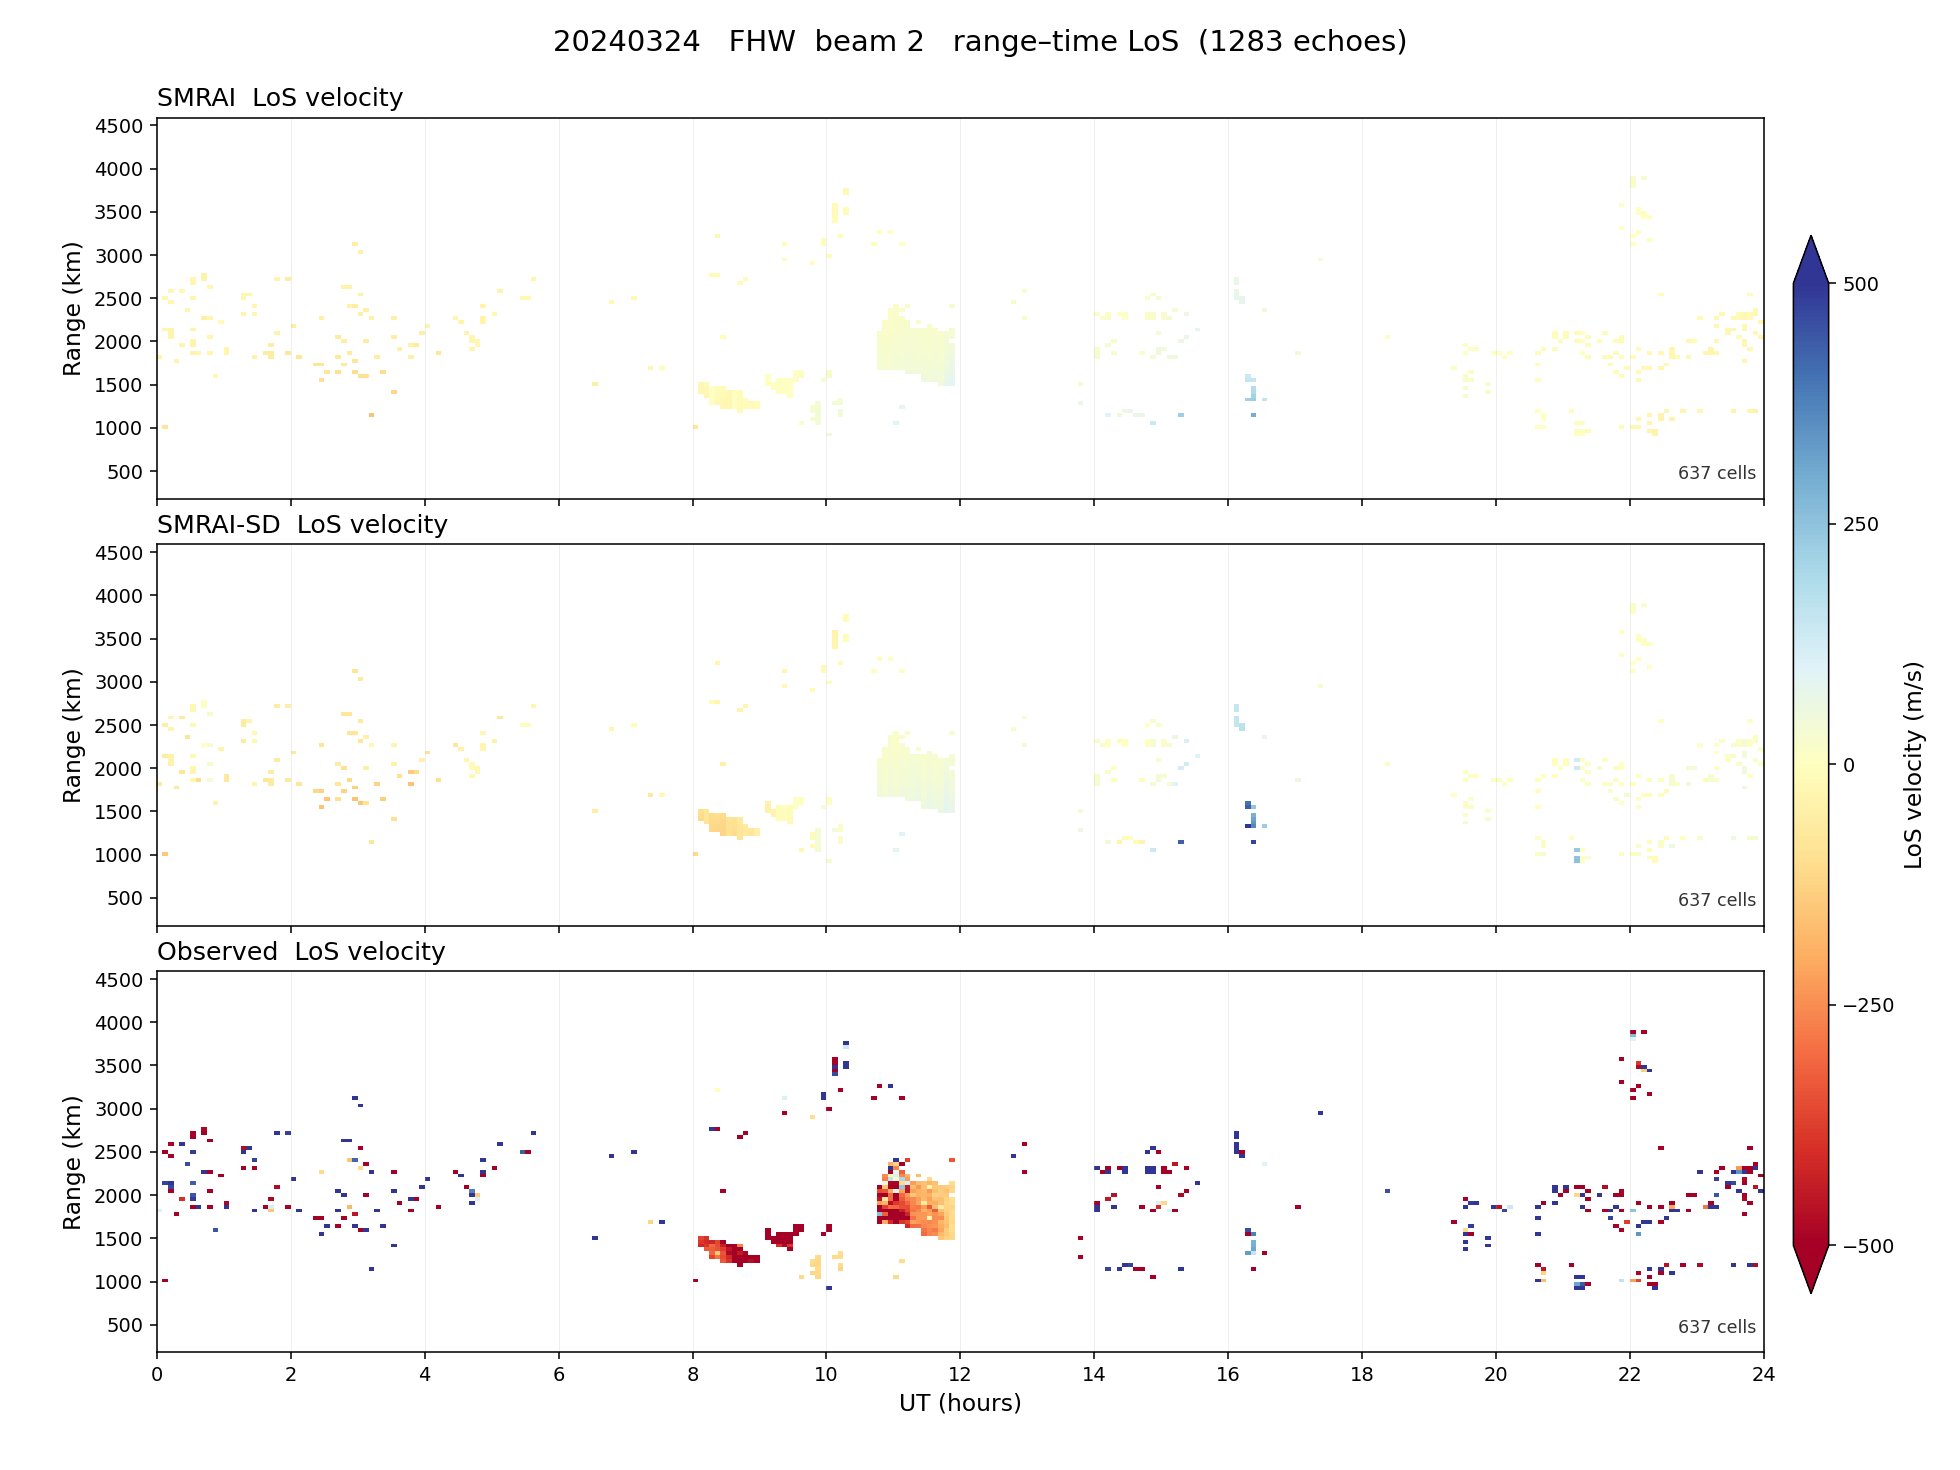 20240324   FHW  beam 2   range–time LoS  (1283 echoes)
SMRAI  LoS velocity
4500
4000
3500
3000
2500
2000
1500
1000
500
Range (km)
637 cells
SMRAI-SD  LoS velocity
4500
4000
3500
3000
2500
2000
1500
1000
500
Range (km)
637 cells
Observed  LoS velocity
4500
4000
3500
3000
2500
2000
1500
1000
500
Range (km)
637 cells
0 2 4 6 8 10 12 14 16 18 20 22 24
UT (hours)
500
250
0
−250
−500
LoS velocity (m/s)